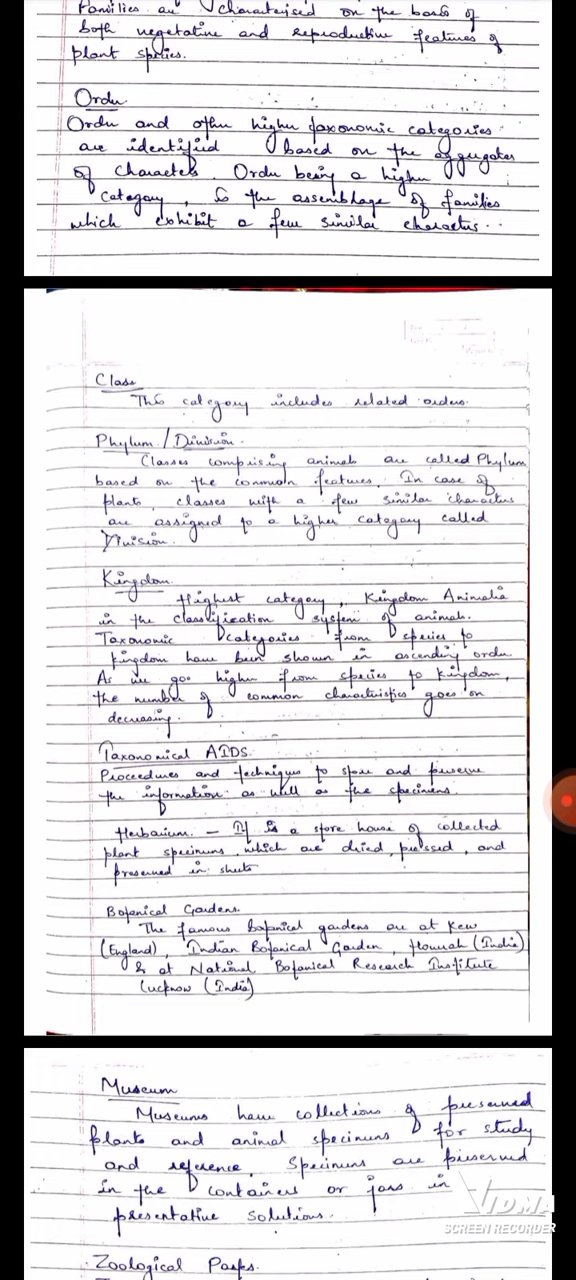 Families are characterised on the basis of
both vegetative and reproductive features of
plant species.
Order
Order and other higher taxonomic categories
are identified based on the aggregates
of characters. Order being a higher
category, is the assemblage of families
which exhibit a few similar characters.
Class
This category includes related orders.
Phylum / Division.
Classes comprising animals are called Phylum
based on the common features. In case of
plants, classes with a few similar characters
are assigned to a higher category called
Division.
Kingdom.
Highest category, Kingdom Animalia
in the classification system of animals.
Taxonomic categories from species to
kingdom have been shown in ascending order
As we go higher from species to kingdom,
the number of common characteristics goes on
decreasing.
Taxonomical AIDS.
Proceedures and techniques to store and preserve
the information as well as the specimens.
Herbarium. - It is a store house of collected
plant specimens which are dried, pressed, and
preserved in sheets
Botanical Gardens.
The famous botanical gardens are at Kew
(England), Indian Botanical Garden, Howrah (India)
& at National Botanical Research Institute
Lucknow (India)
Museum
Museums have collections of preserved
plants and animal specimens for study
and reference. Specimens are preserved
in the containers or jars in
presentative solutions.
VIDMA
SCREEN RECORDER
Zoological Parks.